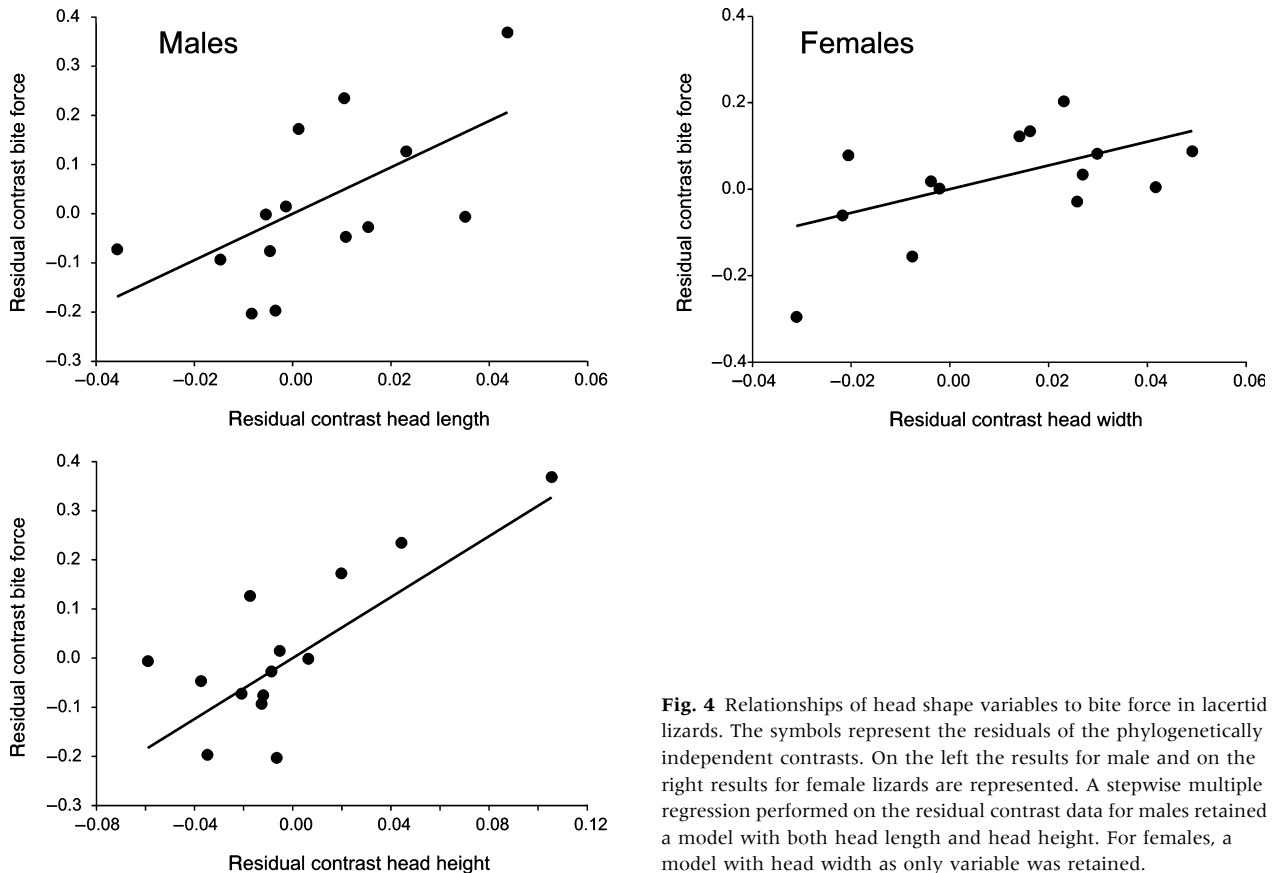 Males
Residual contrast bite force
0.4
0.3
0.2
0.1
0.0
–0.1
–0.2
–0.3
–0.04
–0.02
0.00
0.02
0.04
0.06
Residual contrast head length
Females
Residual contrast bite force
0.4
0.2
0.0
–0.2
–0.4
–0.04
–0.02
0.00
0.02
0.04
0.06
Residual contrast head width
Residual contrast bite force
0.4
0.3
0.2
0.1
0.0
–0.1
–0.2
–0.3
–0.08
–0.04
0.00
0.04
0.08
0.12
Residual contrast head height
Fig. 4 Relationships of head shape variables to bite force in lacertid
lizards. The symbols represent the residuals of the phylogenetically
independent contrasts. On the left the results for male and on the
right results for female lizards are represented. A stepwise multiple
regression performed on the residual contrast data for males retained
a model with both head length and head height. For females, a
model with head width as only variable was retained.